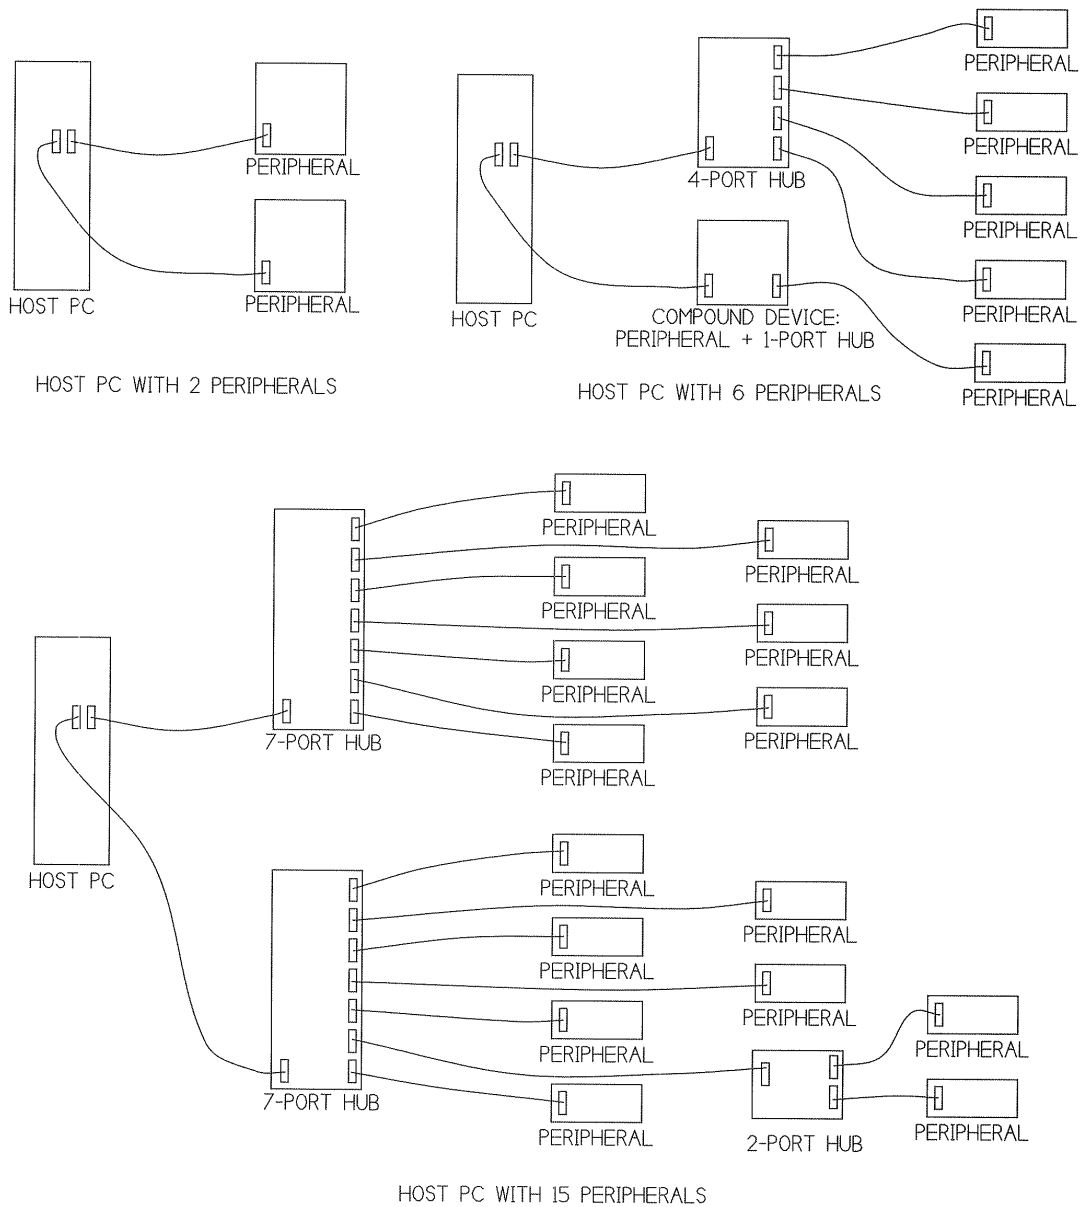 PERIPHERAL
PERIPHERAL
HOST PC
HOST PC WITH 2 PERIPHERALS
PERIPHERAL
PERIPHERAL
4-PORT HUB
PERIPHERAL
PERIPHERAL
HOST PC
COMPOUND DEVICE:
PERIPHERAL + 1-PORT HUB
PERIPHERAL
HOST PC WITH 6 PERIPHERALS
PERIPHERAL
PERIPHERAL
PERIPHERAL
PERIPHERAL
PERIPHERAL
PERIPHERAL
7-PORT HUB
PERIPHERAL
PERIPHERAL
HOST PC
PERIPHERAL
PERIPHERAL
PERIPHERAL
PERIPHERAL
PERIPHERAL
PERIPHERAL
PERIPHERAL
7-PORT HUB
PERIPHERAL
2-PORT HUB
PERIPHERAL
HOST PC WITH 15 PERIPHERALS